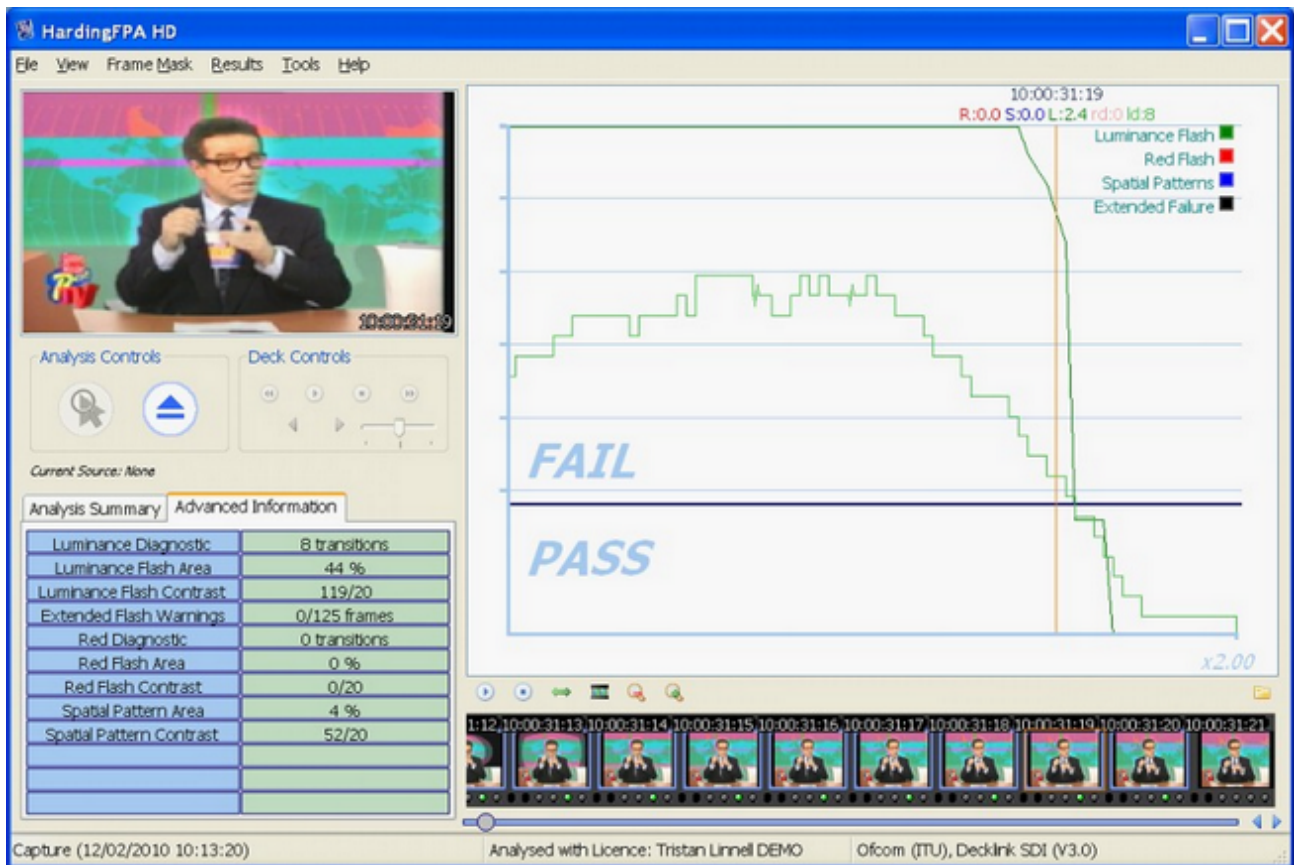 HardingFPA HD
File View Frame Mask Results Tools Help
10:00:31:19
Analysis Controls
Deck Controls
Current Source: None
Analysis Summary Advanced Information
Luminance Diagnostic 8 transitions
Luminance Flash Area 44 %
Luminance Flash Contrast 119/20
Extended Flash Warnings 0/125 frames
Red Diagnostic 0 transitions
Red Flash Area 0 %
Red Flash Contrast 0/20
Spatial Pattern Area 4 %
Spatial Pattern Contrast 52/20
10:00:31:19
R:0.0 S:0.0 L:2.4 rd:0 ld:8
Luminance Flash
Red Flash
Spatial Patterns
Extended Failure
FAIL
PASS
x2.00
1:12 10:00:31:13 10:00:31:14 10:00:31:15 10:00:31:16 10:00:31:17 10:00:31:18 10:00:31:19 10:00:31:20 10:00:31:21
Capture (12/02/2010 10:13:20) Analysed with Licence: Tristan Linnell DEMO Ofcom (ITU), Decklink SDI (V3.0)